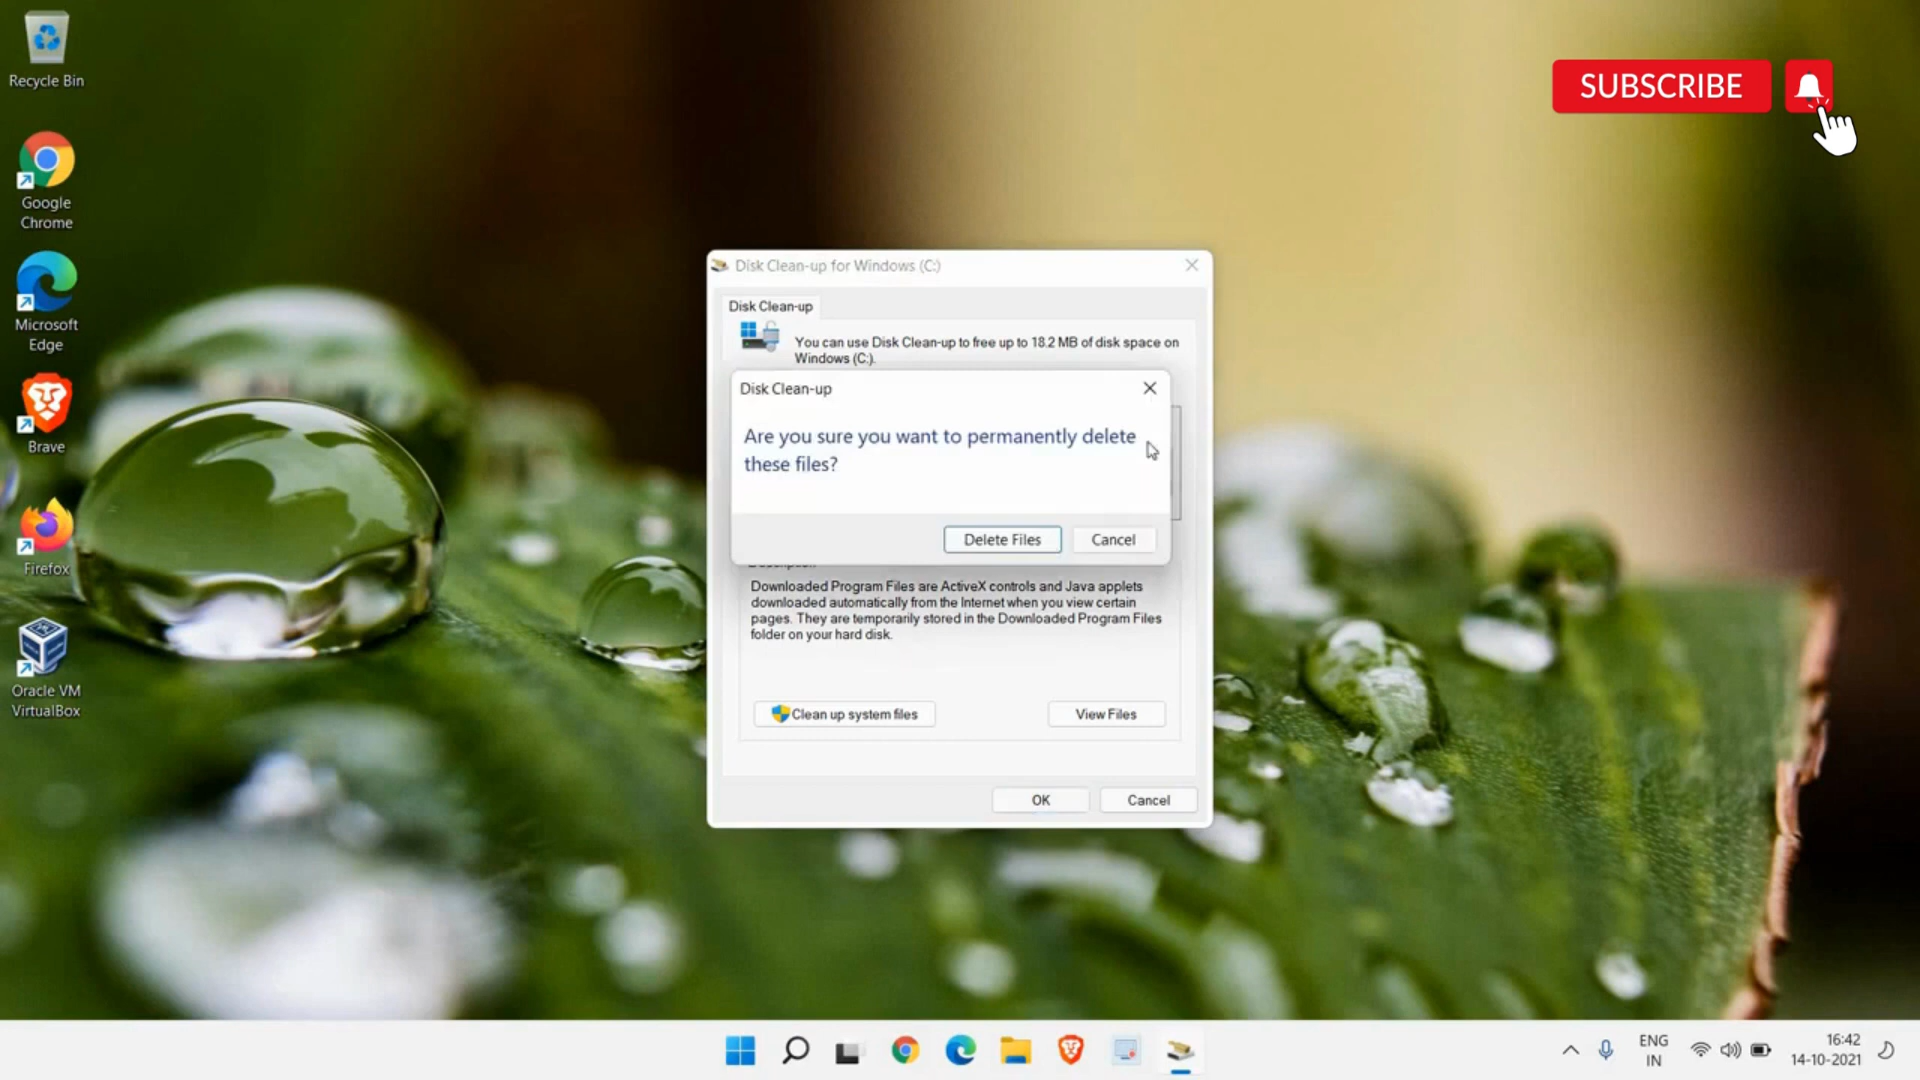 Recycle Bin
Google
Chrome
Microsoft
Edge
Brave
Firefox
Oracle VM
VirtualBox
SUBSCRIBE
Disk Clean-up for Windows (C:)
Disk Clean-up
You can use Disk Clean-up to free up to 18.2 MB of disk space on
Windows (C:).
Disk Clean-up
Are you sure you want to permanently delete
these files?
Delete Files
Cancel
Downloaded Program Files are ActiveX controls and Java applets
downloaded automatically from the Internet when you view certain
pages. They are temporarily stored in the Downloaded Program Files
folder on your hard disk.
Clean up system files
View Files
OK
Cancel
ENG
IN
16:42
14-10-2021